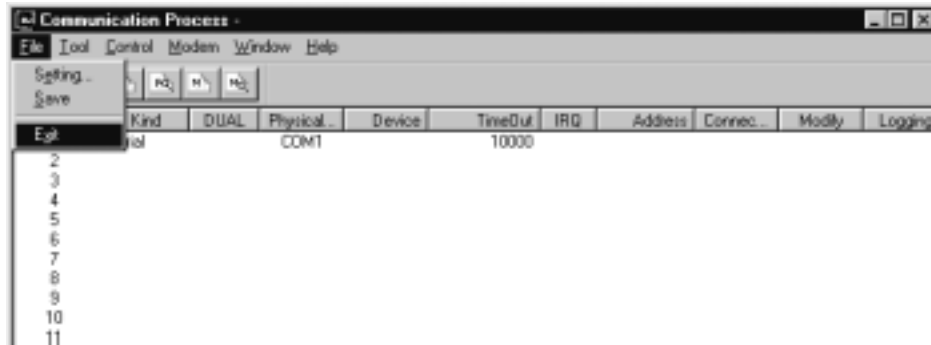 Communication Process -
File Tool Control Modem Window Help
Setting...
Save
Exit
Kind DUAL Physical... Device TimeOut IRQ Address Connec... Modify Logging
rial COM1 10000
2
3
4
5
6
7
8
9
10
11